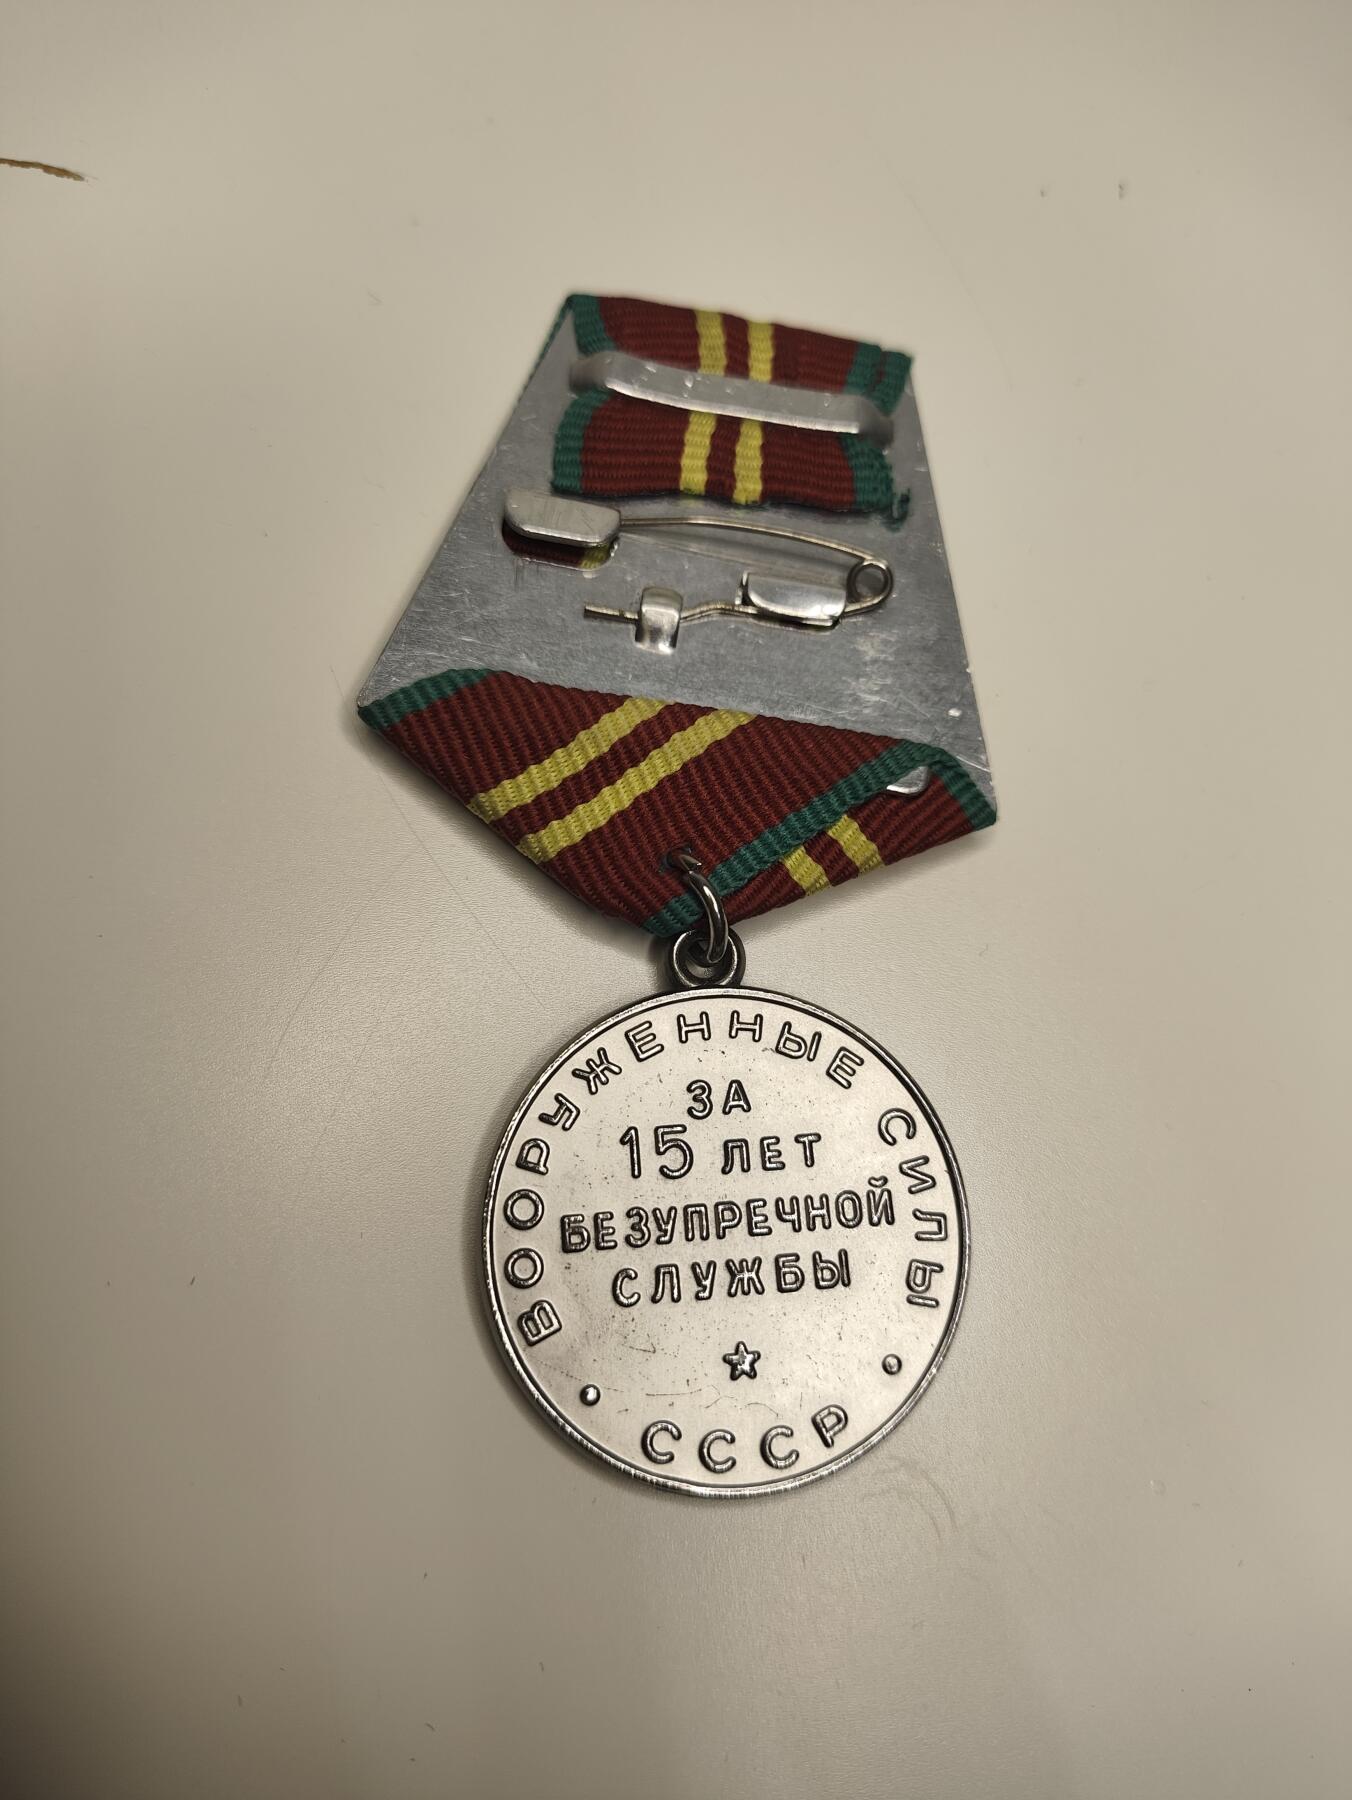 ВООРУЖЕННЫЕ СИЛЫ
ЗА
15 ЛЕТ
БЕЗУПРЕЧНОЙ
СЛУЖБЫ
СССР